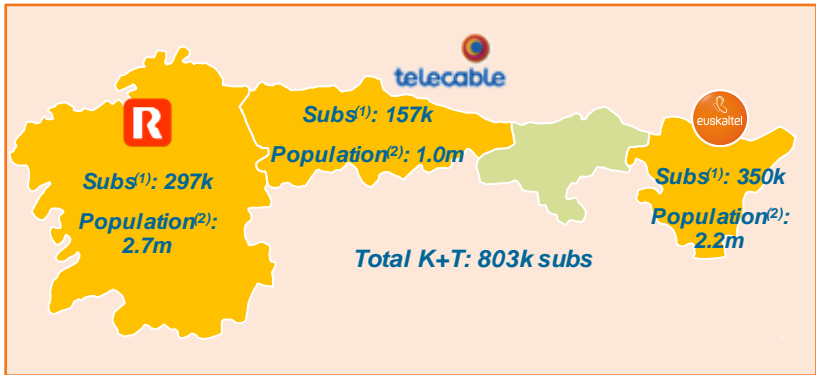 telecable
R
euskaltel
Subs(1): 157k
Population(2): 1.0m
Subs(1): 297k
Population(2):
2.7m
Subs(1): 350k
Population(2):
2.2m
Total K+T: 803k subs